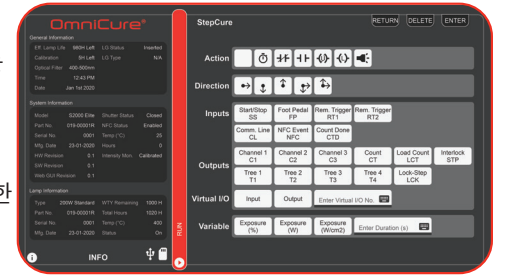 OmniCure®
General Information
Eff. Lamp Life 980H Left LG Status Inserted
Calibration 5H Left LG Type N/A
Optical Filter 400-500nm
Time 12:43 PM
Date Jan 1st 2020
System Information
Model S2000 Elite Shutter Status Closed
Part No. 019-00001R NFC Status Enabled
Serial No. 0001 Temp (°C) 25
Mfg. Date 23-01-2020 Hours 0
HW Revision 0.1 Intensity Mon. Calibrated
SW Revision 0.1
Web GUI Revision 0.1
Lamp Information
Type 200W Standard WTY Remaining 1000 H
Part No. 019-00001R Total Hours 1020 H
Serial No. 0001 Temp (°C) 400
Mfg. Date 23-01-2020 Status On
INFO
RUN
StepCure
RETURN DELETE ENTER
Action
Direction
Inputs
Start/Stop SS
Foot Pedal FP
Rem. Trigger RT1
Rem. Trigger RT2
Comm. Line CL
NFC Event NFC
Count Done CTD
Outputs
Channel 1 C1
Channel 2 C2
Channel 3 C3
Count CT
Load Count LCT
Interlock STP
Tree 1 T1
Tree 2 T2
Tree 3 T3
Tree 4 T4
Lock-Step LCK
Virtual I/O Input Output Enter Virtual I/O No.
Variable
Exposure (%)
Exposure (W)
Exposure (W/cm2)
Enter Duration (s)